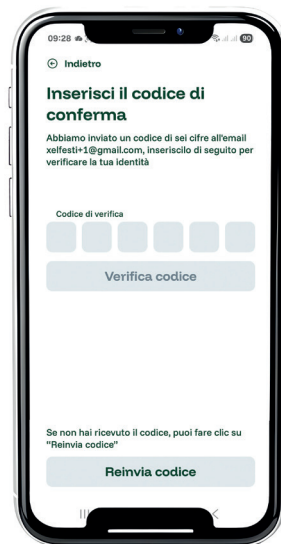 09:28
90
Indietro
Inserisci il codice di
conferma
Abbiamo inviato un codice di sei cifre all'email
xelfesti+1@gmail.com, inseriscilo di seguito per
verificare la tua identità
Codice di verifica
Verifica codice
Se non hai ricevuto il codice, puoi fare clic su
"Reinvia codice"
Reinvia codice